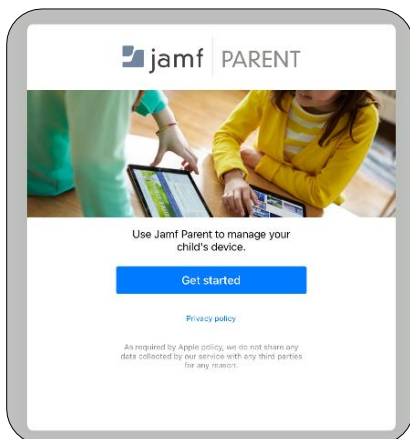 jamf PARENT
Use Jamf Parent to manage your
child's device.
Get started
Privacy policy
As required by Apple policy, we do not share any
data collected by our service with any third parties
for any reason.